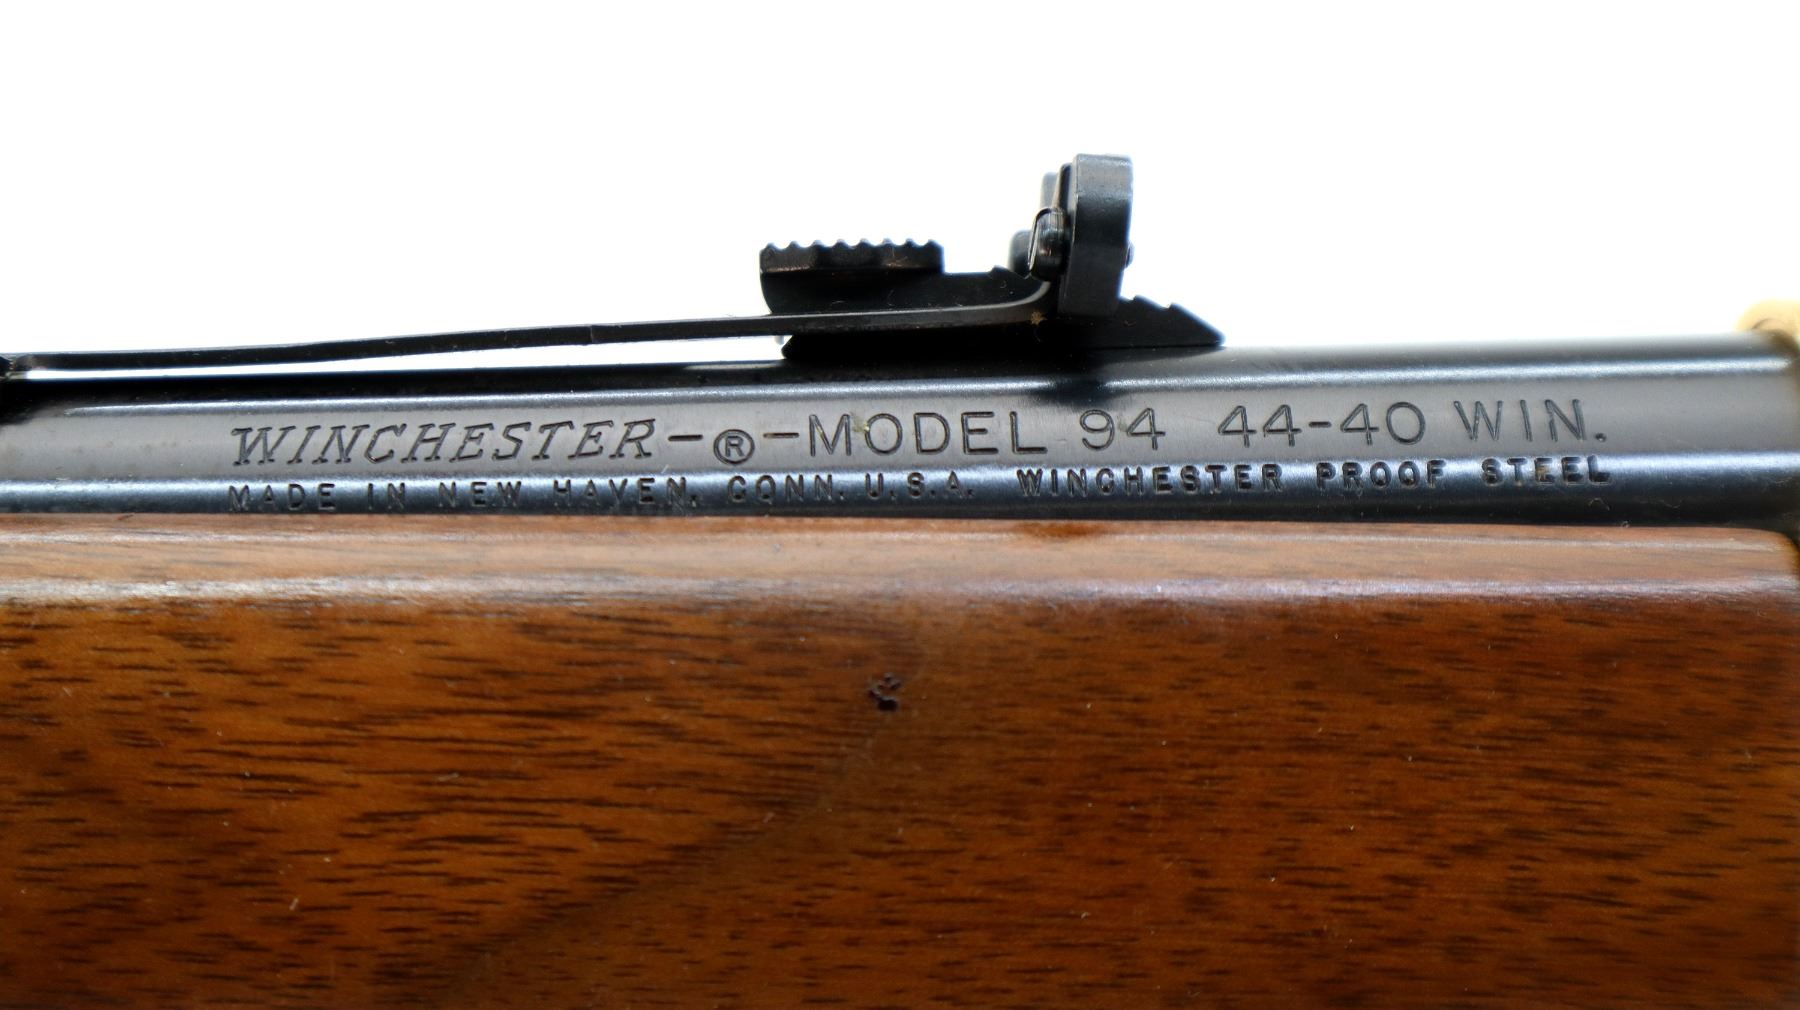 WINCHESTER-®-MODEL 94 44-40 WIN.
MADE IN NEW HAVEN, CONN. U.S.A. WINCHESTER PROOF STEEL